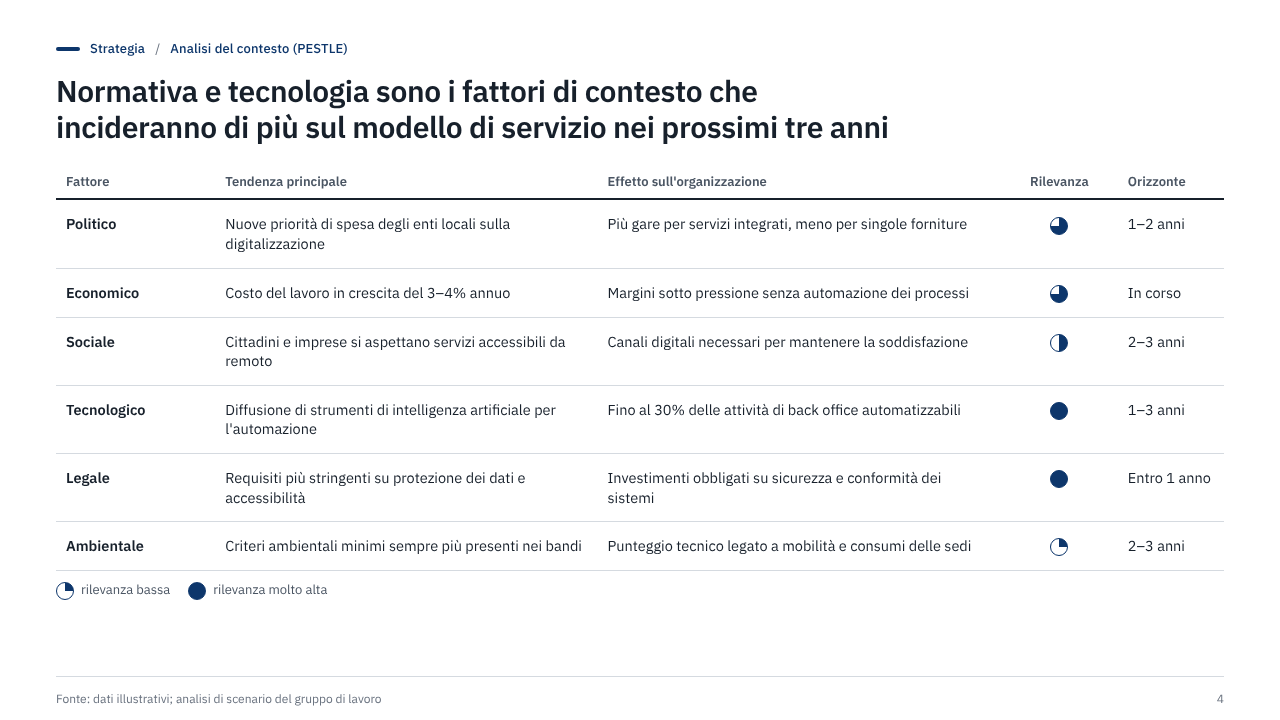 Strategia / Analisi del contesto (PESTLE)
Normativa e tecnologia sono i fattori di contesto che
incideranno di più sul modello di servizio nei prossimi tre anni
Fattore Tendenza principale Effetto sull'organizzazione Rilevanza Orizzonte
Politico Nuove priorità di spesa degli enti locali sulla Più gare per servizi integrati, meno per singole forniture 1–2 anni
digitalizzazione
Economico Costo del lavoro in crescita del 3–4% annuo Margini sotto pressione senza automazione dei processi In corso
Sociale Cittadini e imprese si aspettano servizi accessibili da Canali digitali necessari per mantenere la soddisfazione 2–3 anni
remoto
Tecnologico Diffusione di strumenti di intelligenza artificiale per Fino al 30% delle attività di back office automatizzabili 1–3 anni
l'automazione
Legale Requisiti più stringenti su protezione dei dati e Investimenti obbligati su sicurezza e conformità dei Entro 1 anno
accessibilità sistemi
Ambientale Criteri ambientali minimi sempre più presenti nei bandi Punteggio tecnico legato a mobilità e consumi delle sedi 2–3 anni
rilevanza bassa rilevanza molto alta
Fonte: dati illustrativi; analisi di scenario del gruppo di lavoro 4